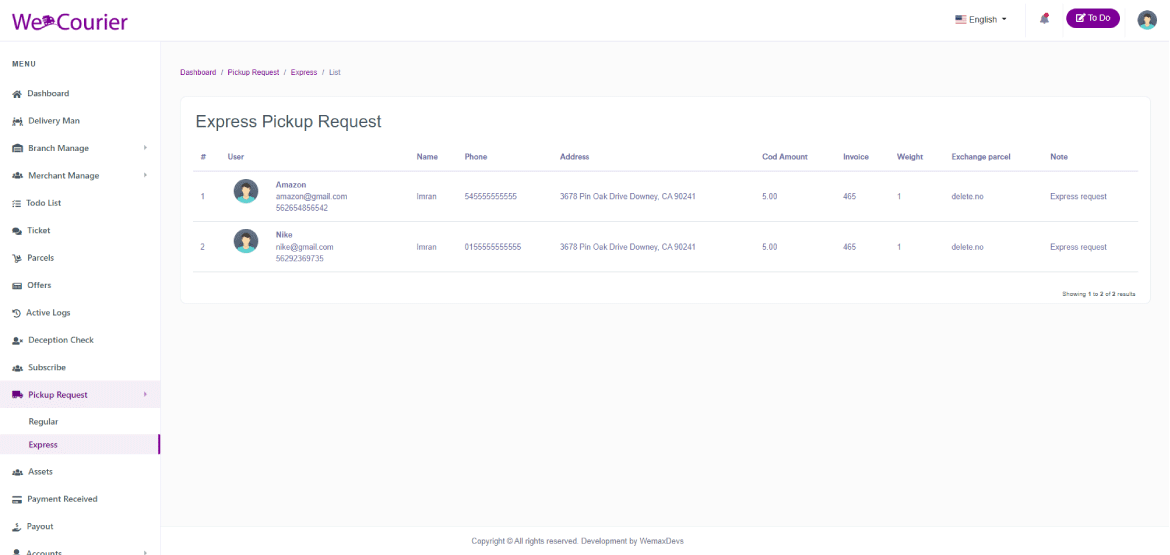 We Courier
English
To Do
MENU
Dashboard
Delivery Man
Branch Manage
Merchant Manage
Todo List
Ticket
Parcels
Offers
Active Logs
Deception Check
Subscribe
Pickup Request
Regular
Express
Assets
Payment Received
Payout
Accounts
Dashboard / Pickup Request / Express / List
Express Pickup Request
# User Name Phone Address Cod Amount Invoice Weight Exchange parcel Note
1 Amazon amazon@gmail.com 562654856542 Imran 545555555555 3678 Pin Oak Drive Downey, CA 90241 5.00 465 1 delete.no Express request
2 Nike nike@gmail.com 56292369735 Imran 0155555555555 3678 Pin Oak Drive Downey, CA 90241 5.00 465 1 delete.no Express request
Showing 1 to 2 of 2 results
Copyright © All rights reserved. Development by WemaxDevs